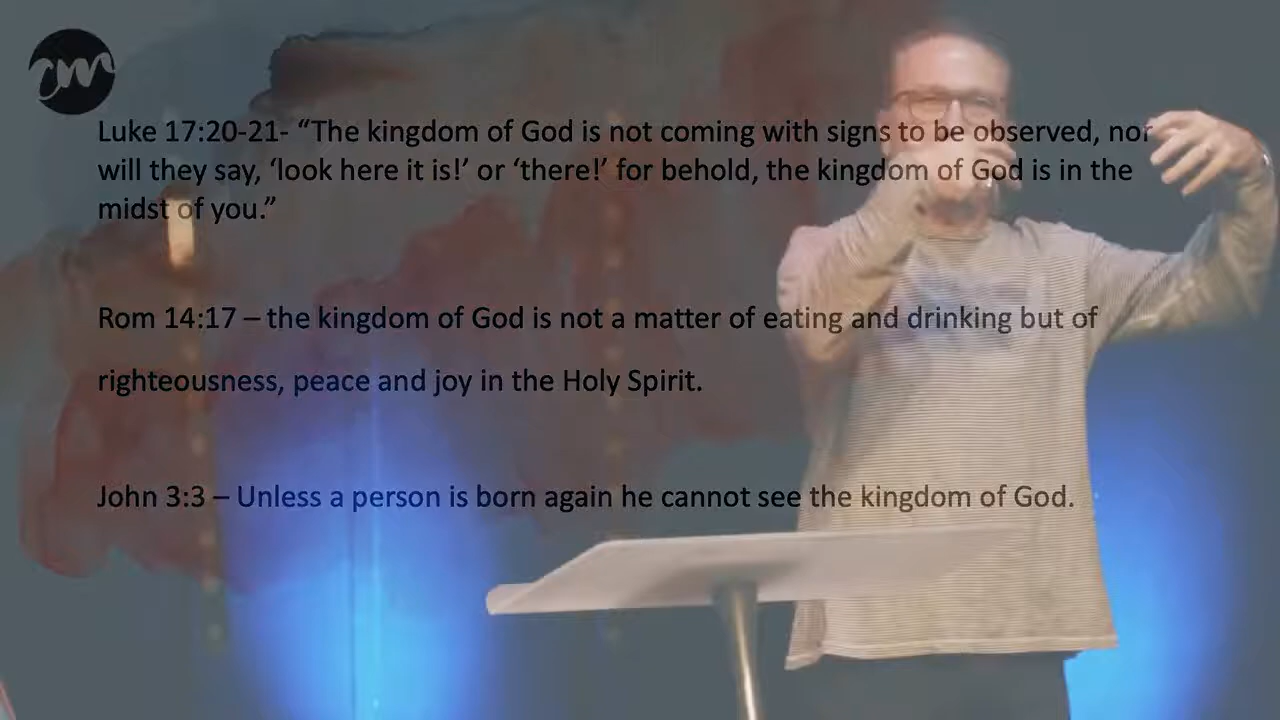 cm
Luke 17:20-21- “The kingdom of God is not coming with signs to be observed, nor
will they say, ‘look here it is!’ or ‘there!’ for behold, the kingdom of God is in the
midst of you.”
Rom 14:17 – the kingdom of God is not a matter of eating and drinking but of
righteousness, peace and joy in the Holy Spirit.
John 3:3 – Unless a person is born again he cannot see the kingdom of God.